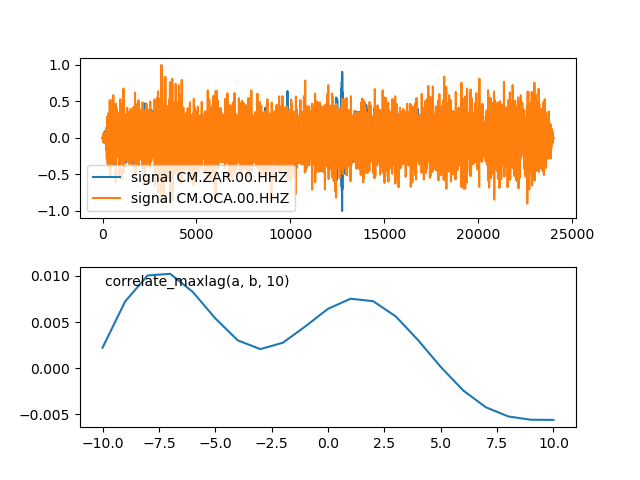 1.0
0.5
0.0
−0.5
−1.0
signal CM.ZAR.00.HHZ
signal CM.OCA.00.HHZ
0 5000 10000 15000 20000 25000
0.010
0.005
0.000
−0.005
correlate_maxlag(a, b, 10)
−10.0 −7.5 −5.0 −2.5 0.0 2.5 5.0 7.5 10.0